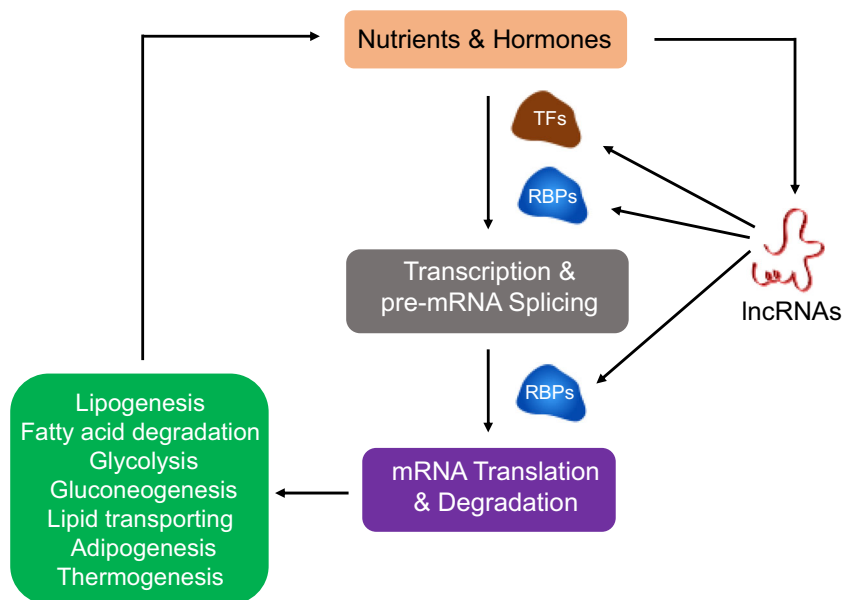 Nutrients & Hormones
TFs
RBPs
Transcription &
pre-mRNA Splicing
lncRNAs
RBPs
mRNA Translation
& Degradation
Lipogenesis
Fatty acid degradation
Glycolysis
Gluconeogenesis
Lipid transporting
Adipogenesis
Thermogenesis